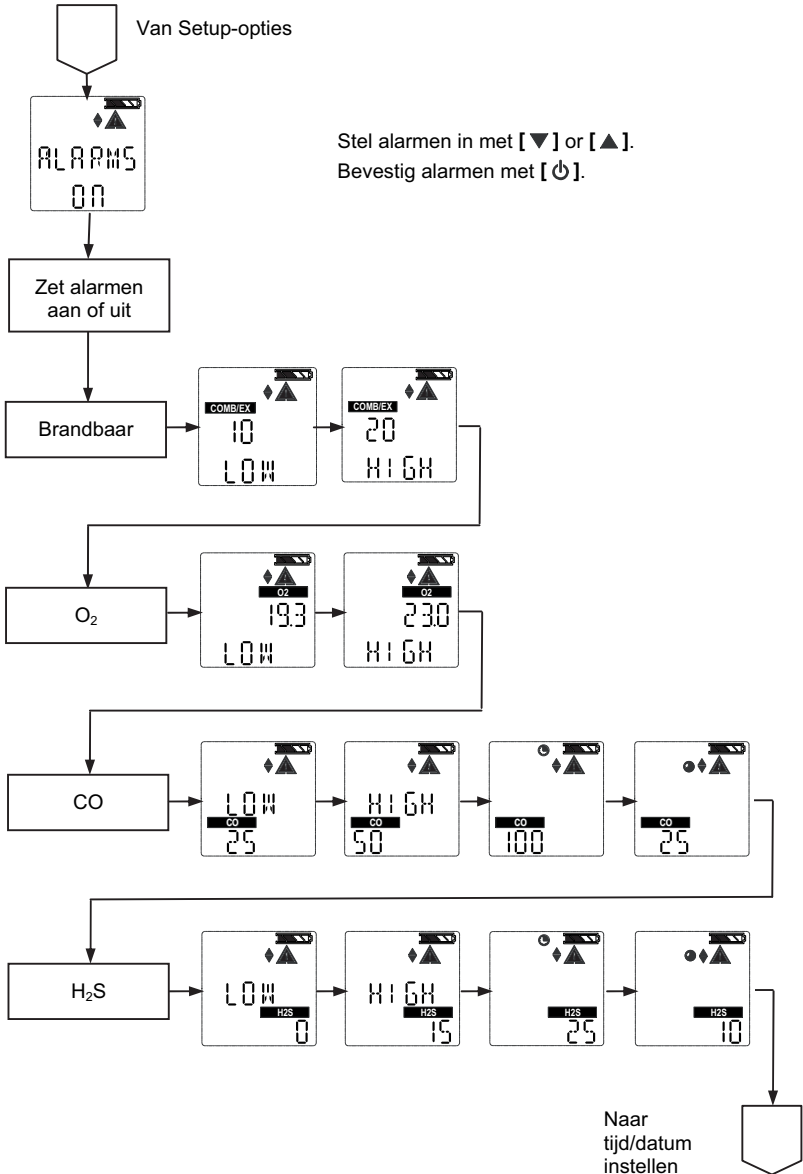 Van Setup-opties
ALARMS
ON
Stel alarmen in met [▼] or [▲].
Bevestig alarmen met [⏻].
Zet alarmen
aan of uit
Brandbaar
COMB/EX
10
LOW
COMB/EX
20
HIGH
O₂
O2
19.3
LOW
O2
23.0
HIGH
CO
LOW
CO
25
HIGH
CO
50
CO
100
CO
25
H₂S
LOW
H2S
0
HIGH
H2S
15
H2S
25
H2S
10
Naar
tijd/datum
instellen